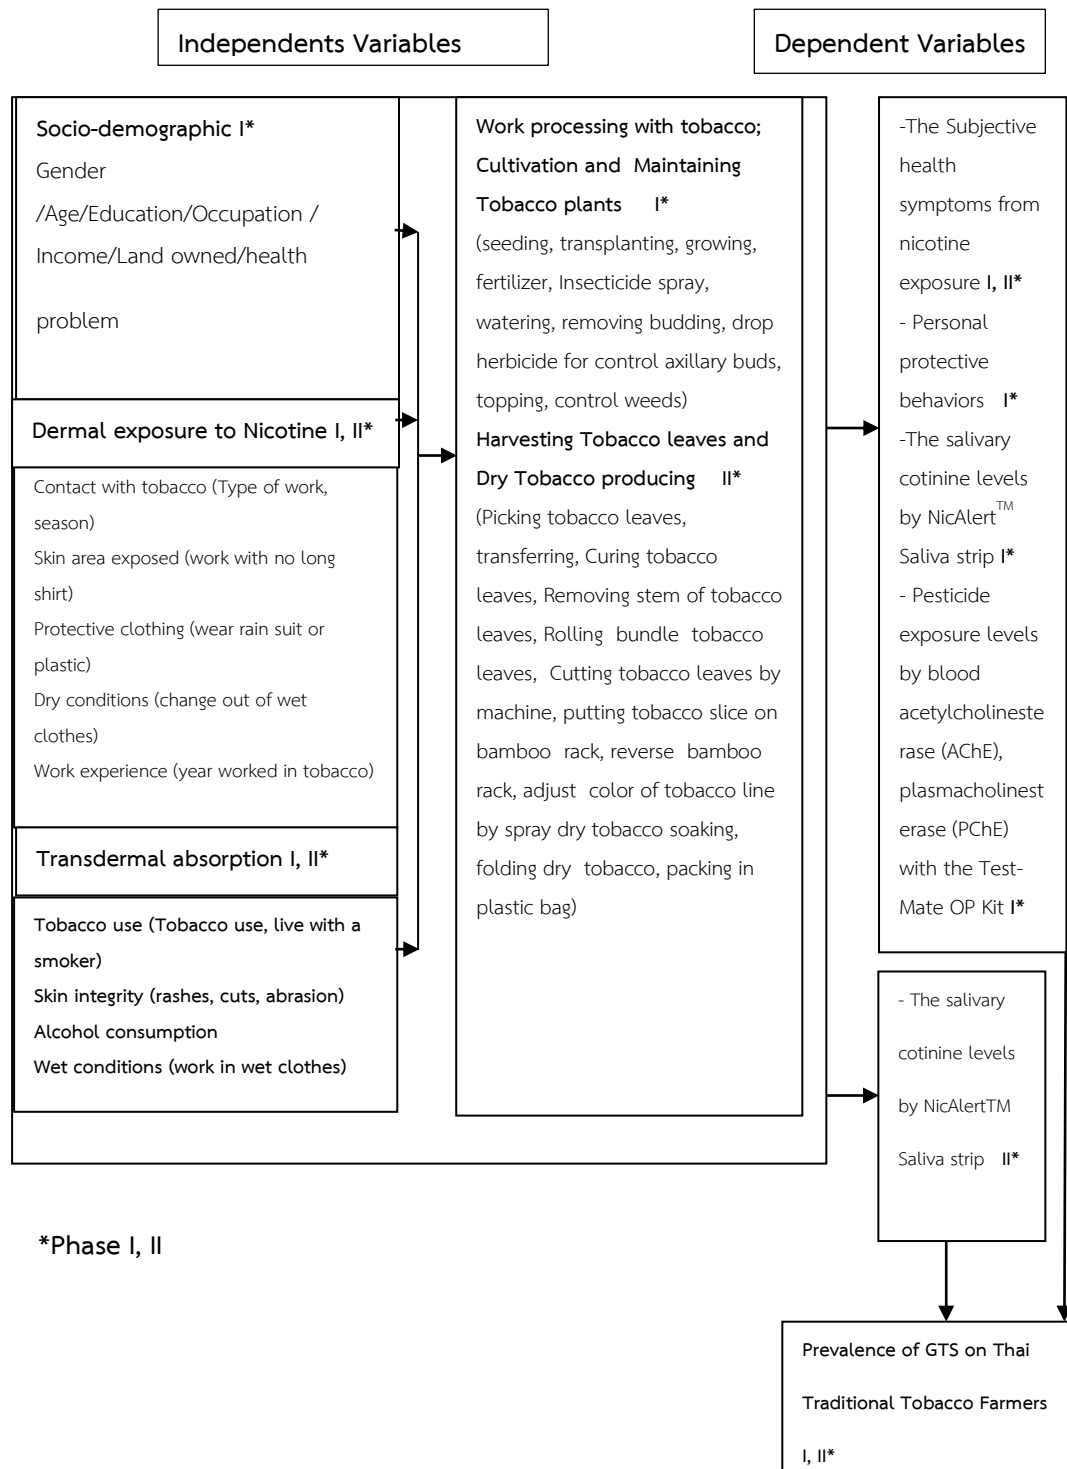 Independents Variables
Dependent Variables
Socio-demographic I*
Gender
/Age/Education/Occupation /
Income/Land owned/health
problem
Dermal exposure to Nicotine I, II*
Contact with tobacco (Type of work,
season)
Skin area exposed (work with no long
shirt)
Protective clothing (wear rain suit or
plastic)
Dry conditions (change out of wet
clothes)
Work experience (year worked in tobacco)
Transdermal absorption I, II*
Tobacco use (Tobacco use, live with a
smoker)
Skin integrity (rashes, cuts, abrasion)
Alcohol consumption
Wet conditions (work in wet clothes)
Work processing with tobacco;
Cultivation and Maintaining
Tobacco plants I*
(seeding, transplanting, growing,
fertilizer, Insecticide spray,
watering, removing budding, drop
herbicide for control axillary buds,
topping, control weeds)
Harvesting Tobacco leaves and
Dry Tobacco producing II*
(Picking tobacco leaves,
transferring, Curing tobacco
leaves, Removing stem of tobacco
leaves, Rolling bundle tobacco
leaves, Cutting tobacco leaves by
machine, putting tobacco slice on
bamboo rack, reverse bamboo
rack, adjust color of tobacco line
by spray dry tobacco soaking,
folding dry tobacco, packing in
plastic bag)
-The Subjective
health
symptoms from
nicotine
exposure I, II*
- Personal
protective
behaviors I*
-The salivary
cotinine levels
by NicAlert™
Saliva strip I*
- Pesticide
exposure levels
by blood
acetylcholineste
rase (AChE),
plasmacholinest
erase (PChE)
with the Test-
Mate OP Kit I*
- The salivary
cotinine levels
by NicAlertTM
Saliva strip II*
*Phase I, II
Prevalence of GTS on Thai
Traditional Tobacco Farmers
I, II*